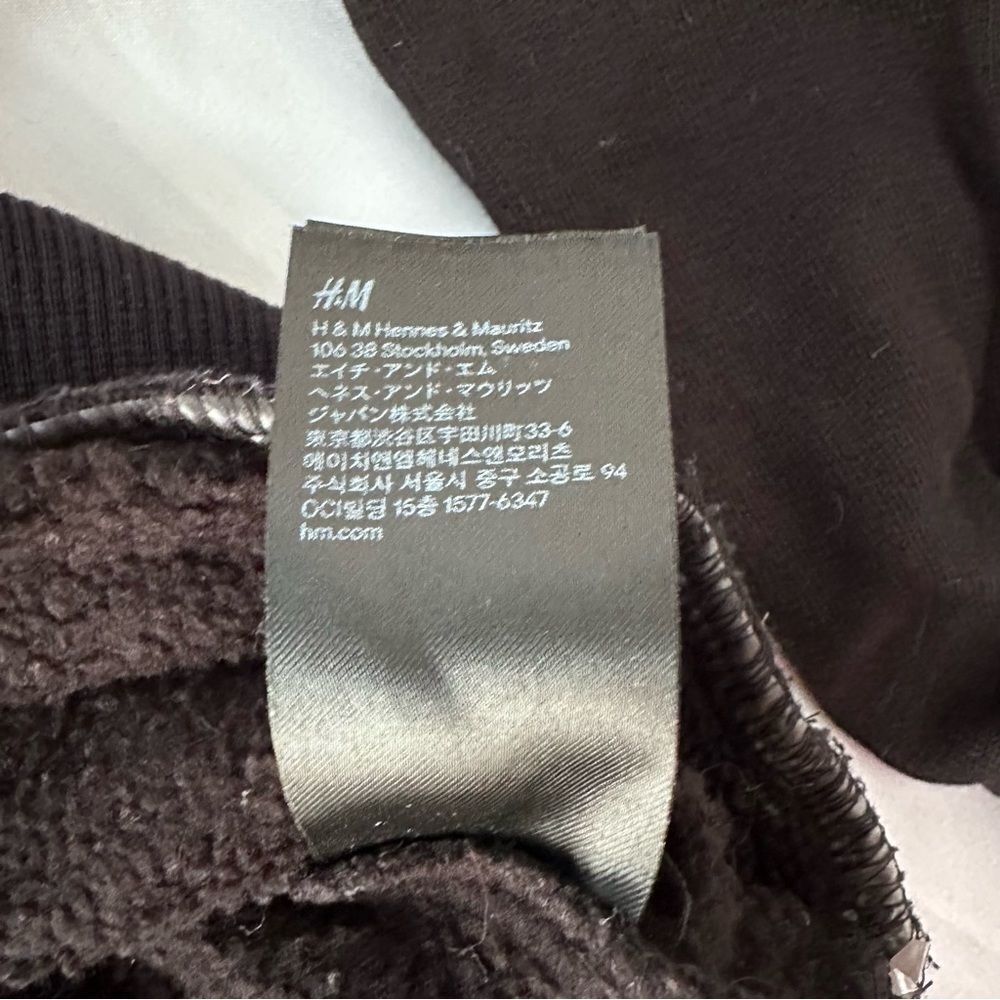 H&M
H & M Hennes & Mauritz
106 38 Stockholm, Sweden
エイチ・アンド・エム
ヘネス・アンド・マウリッツ
ジャパン株式会社
東京都渋谷区宇田川町33-6
에이치앤엠헤네스앤모리츠
주식회사 서울시 중구 소공로 94
OCI빌딩 15층 1577-6347
hm.com